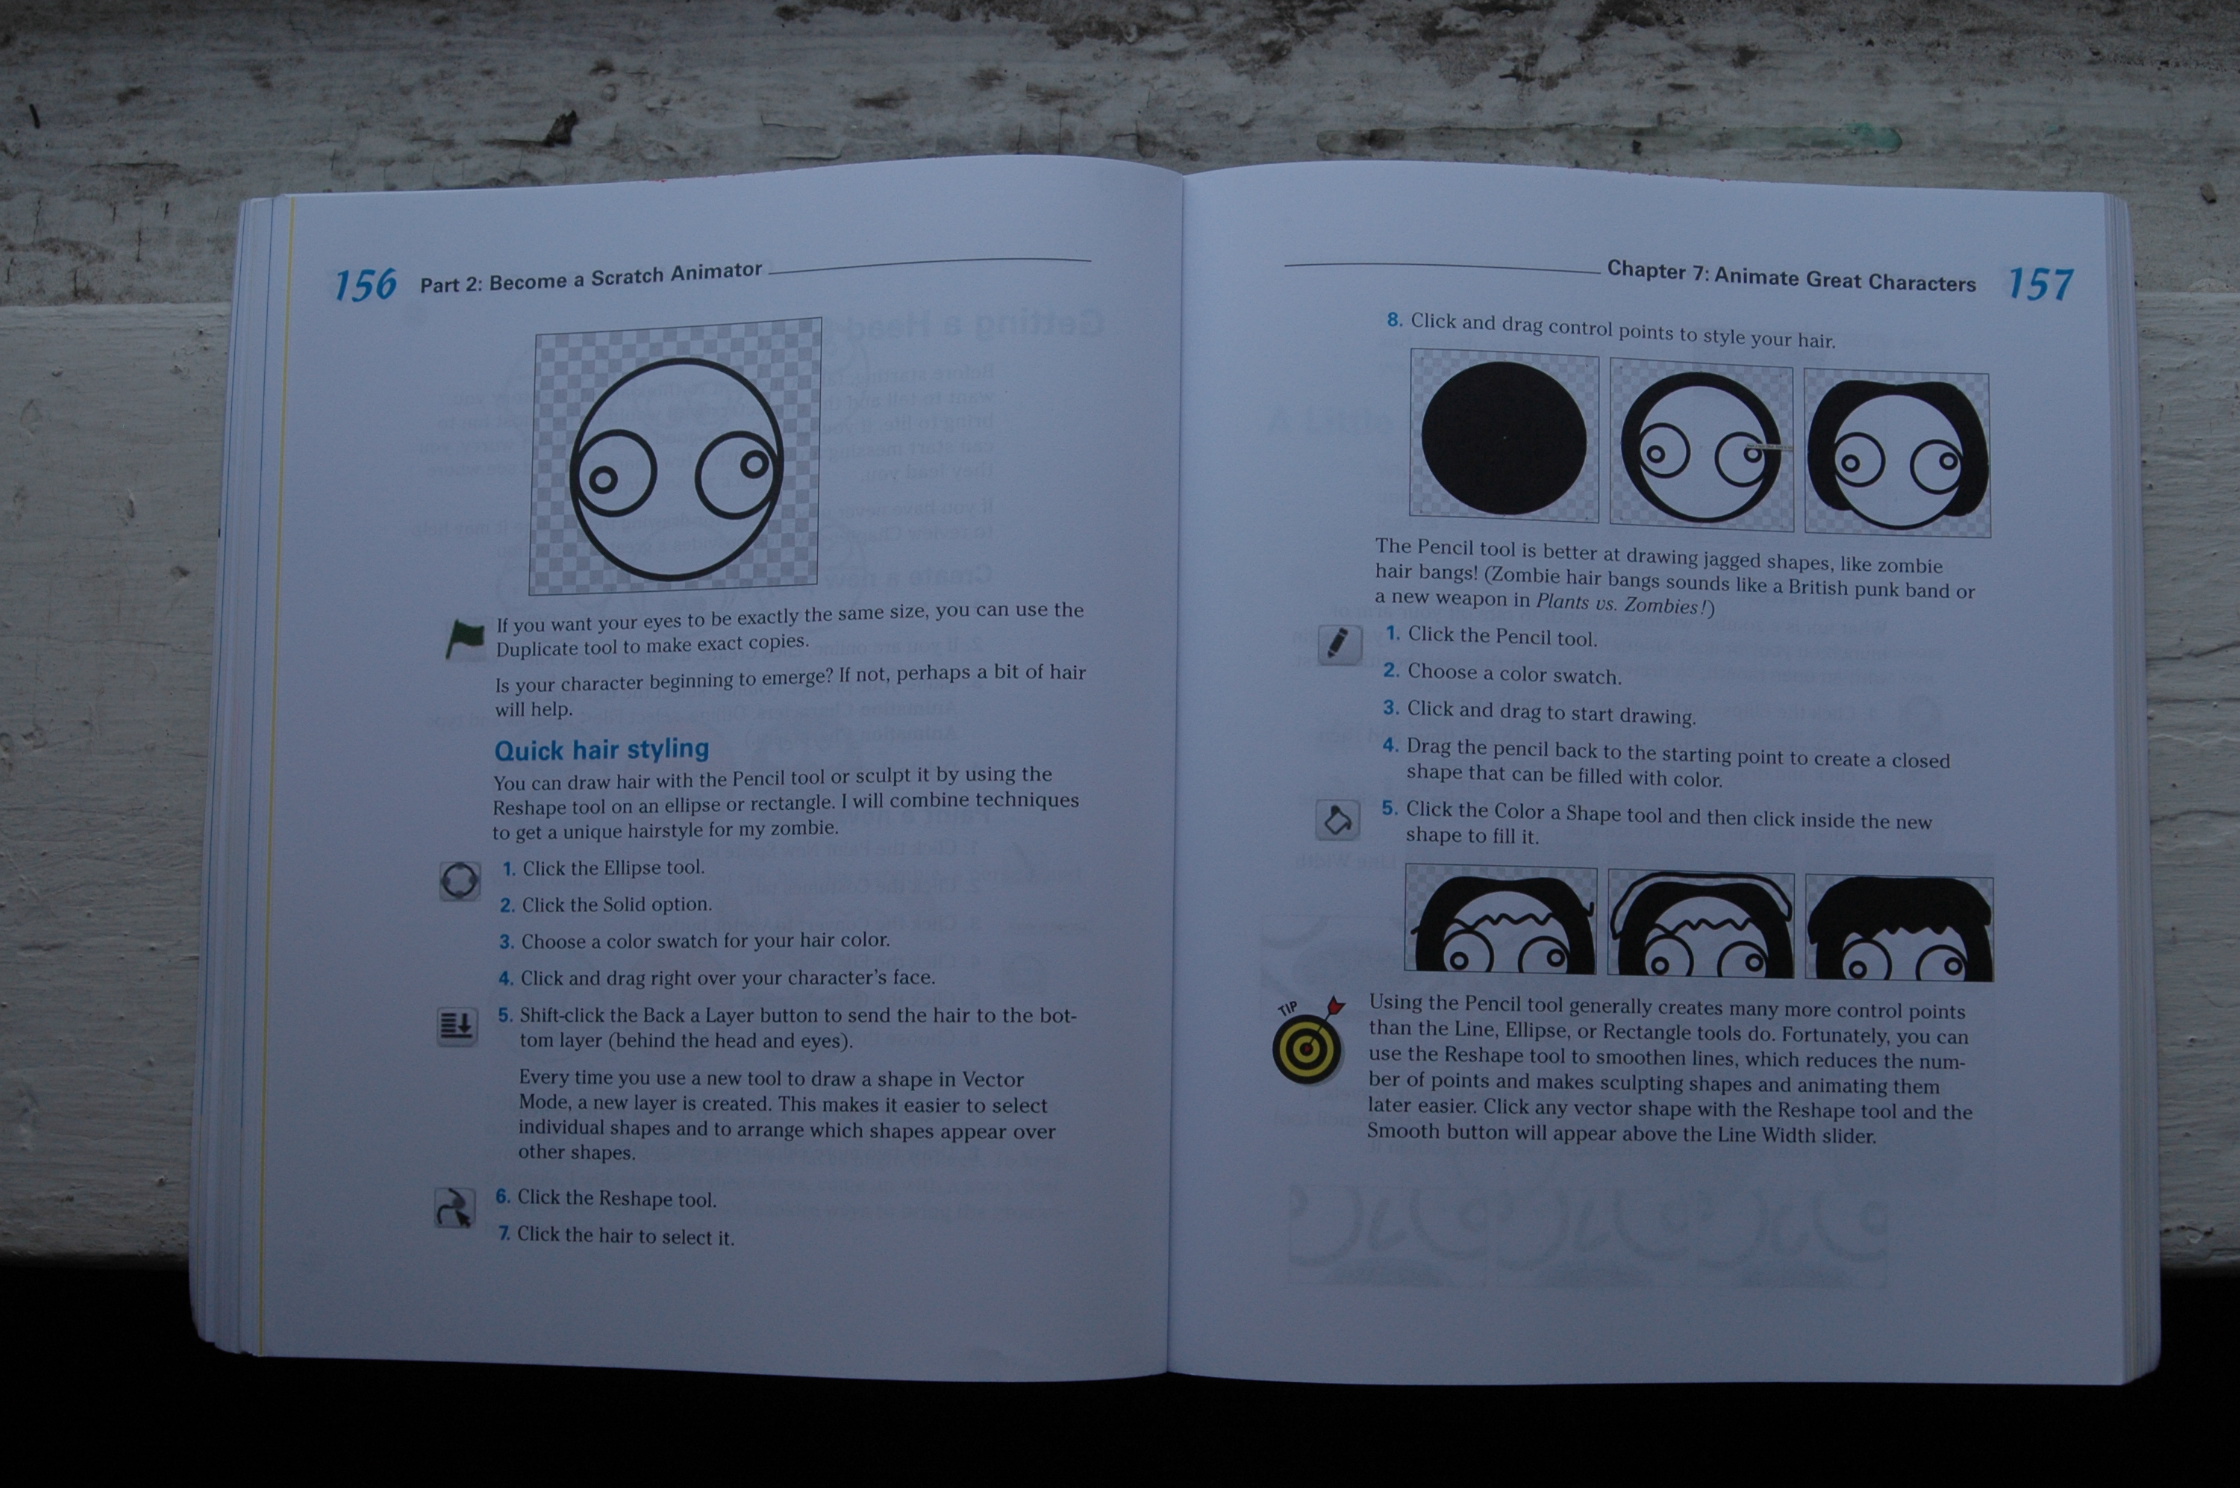 156 Part 2: Become a Scratch Animator
If you want your eyes to be exactly the same size, you can use the
Duplicate tool to make exact copies.
Is your character beginning to emerge? If not, perhaps a bit of hair
will help.
Quick hair styling
You can draw hair with the Pencil tool or sculpt it by using the
Reshape tool on an ellipse or rectangle. I will combine techniques
to get a unique hairstyle for my zombie.
1. Click the Ellipse tool.
2. Click the Solid option.
3. Choose a color swatch for your hair color.
4. Click and drag right over your character's face.
5. Shift-click the Back a Layer button to send the hair to the bot-
tom layer (behind the head and eyes).
Every time you use a new tool to draw a shape in Vector
Mode, a new layer is created. This makes it easier to select
individual shapes and to arrange which shapes appear over
other shapes.
6. Click the Reshape tool.
7. Click the hair to select it.
Chapter 7: Animate Great Characters 157
8. Click and drag control points to style your hair.
The Pencil tool is better at drawing jagged shapes, like zombie
hair bangs! (Zombie hair bangs sounds like a British punk band or
a new weapon in Plants vs. Zombies!)
1. Click the Pencil tool.
2. Choose a color swatch.
3. Click and drag to start drawing.
4. Drag the pencil back to the starting point to create a closed
shape that can be filled with color.
5. Click the Color a Shape tool and then click inside the new
shape to fill it.
TIP
Using the Pencil tool generally creates many more control points
than the Line, Ellipse, or Rectangle tools do. Fortunately, you can
use the Reshape tool to smoothen lines, which reduces the num-
ber of points and makes sculpting shapes and animating them
later easier. Click any vector shape with the Reshape tool and the
Smooth button will appear above the Line Width slider.